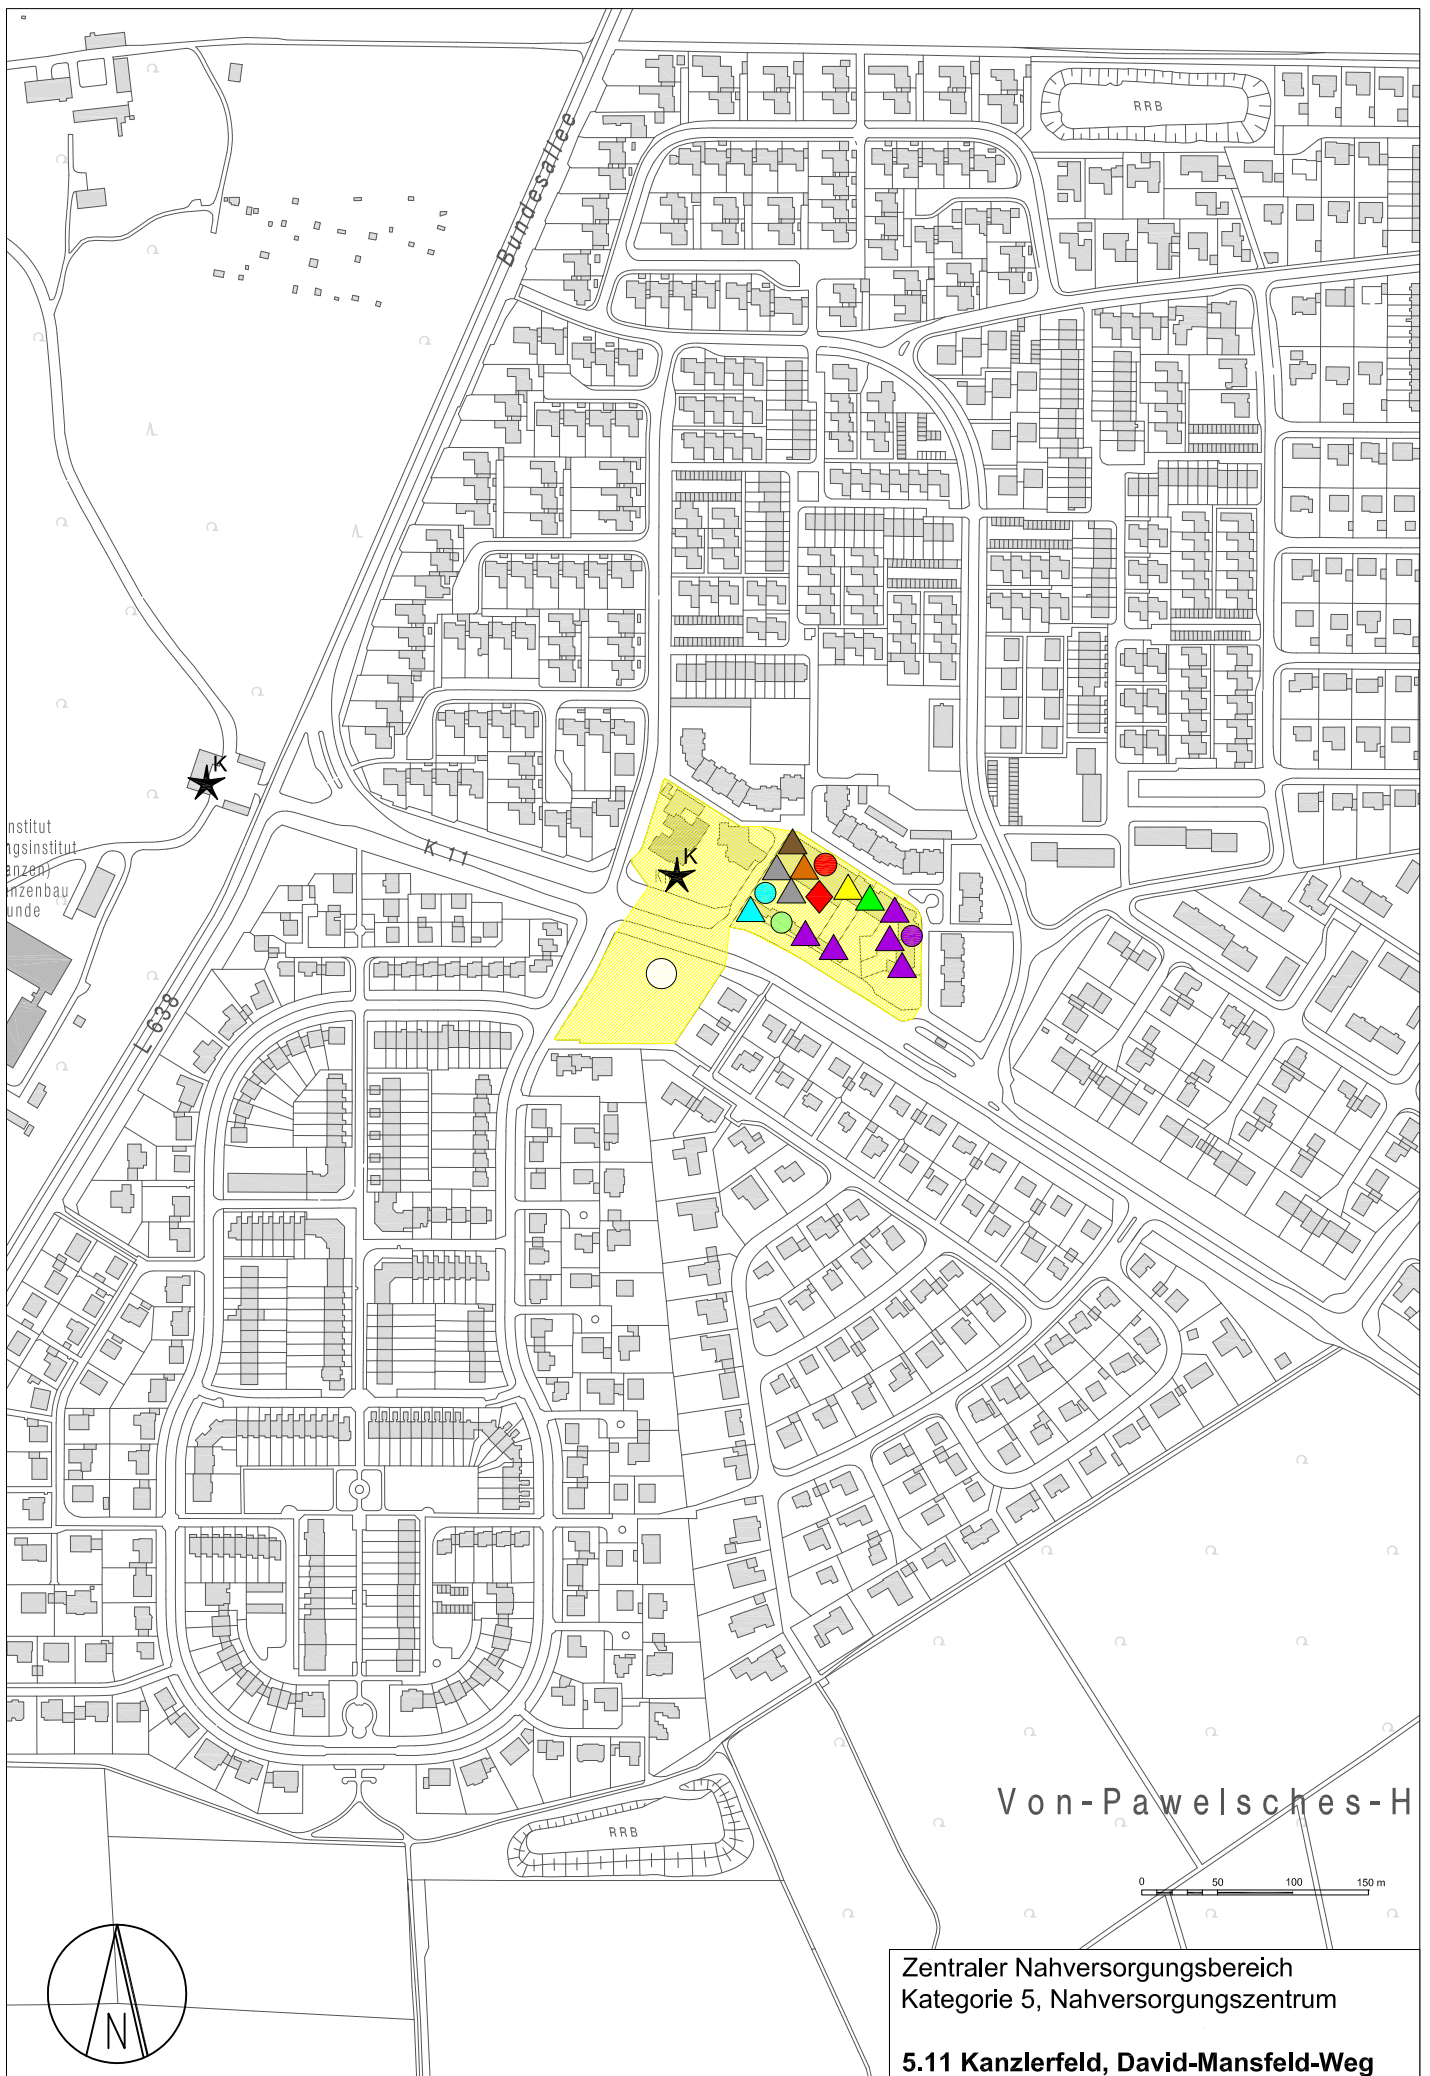 RRB
Bundesallee
K
nstitut
ngsinstitut
anzen)
nzenbau
unde
K 11
K
L 638
Von-Pawelsches-H
RRB
0 50 100 150 m
N
Zentraler Nahversorgungsbereich
Kategorie 5, Nahversorgungszentrum
5.11 Kanzlerfeld, David-Mansfeld-Weg